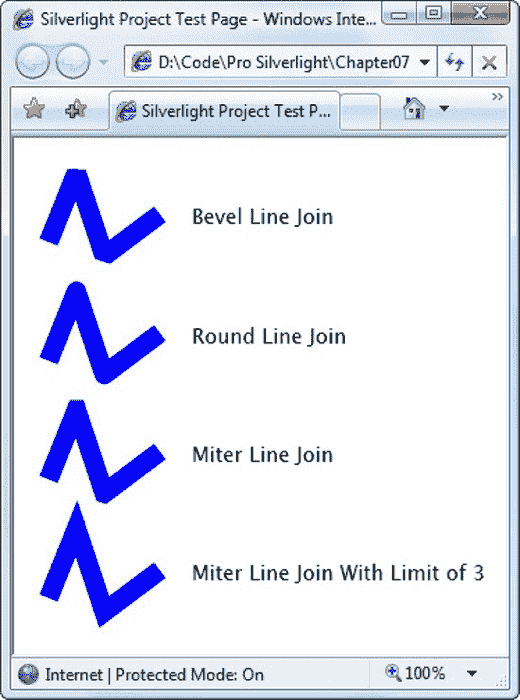 Silverlight Project Test Page - Windows Inte...
D:\Code\Pro Silverlight\Chapter07
Silverlight Project Test P...
Bevel Line Join
Round Line Join
Miter Line Join
Miter Line Join With Limit of 3
Internet | Protected Mode: On
100%